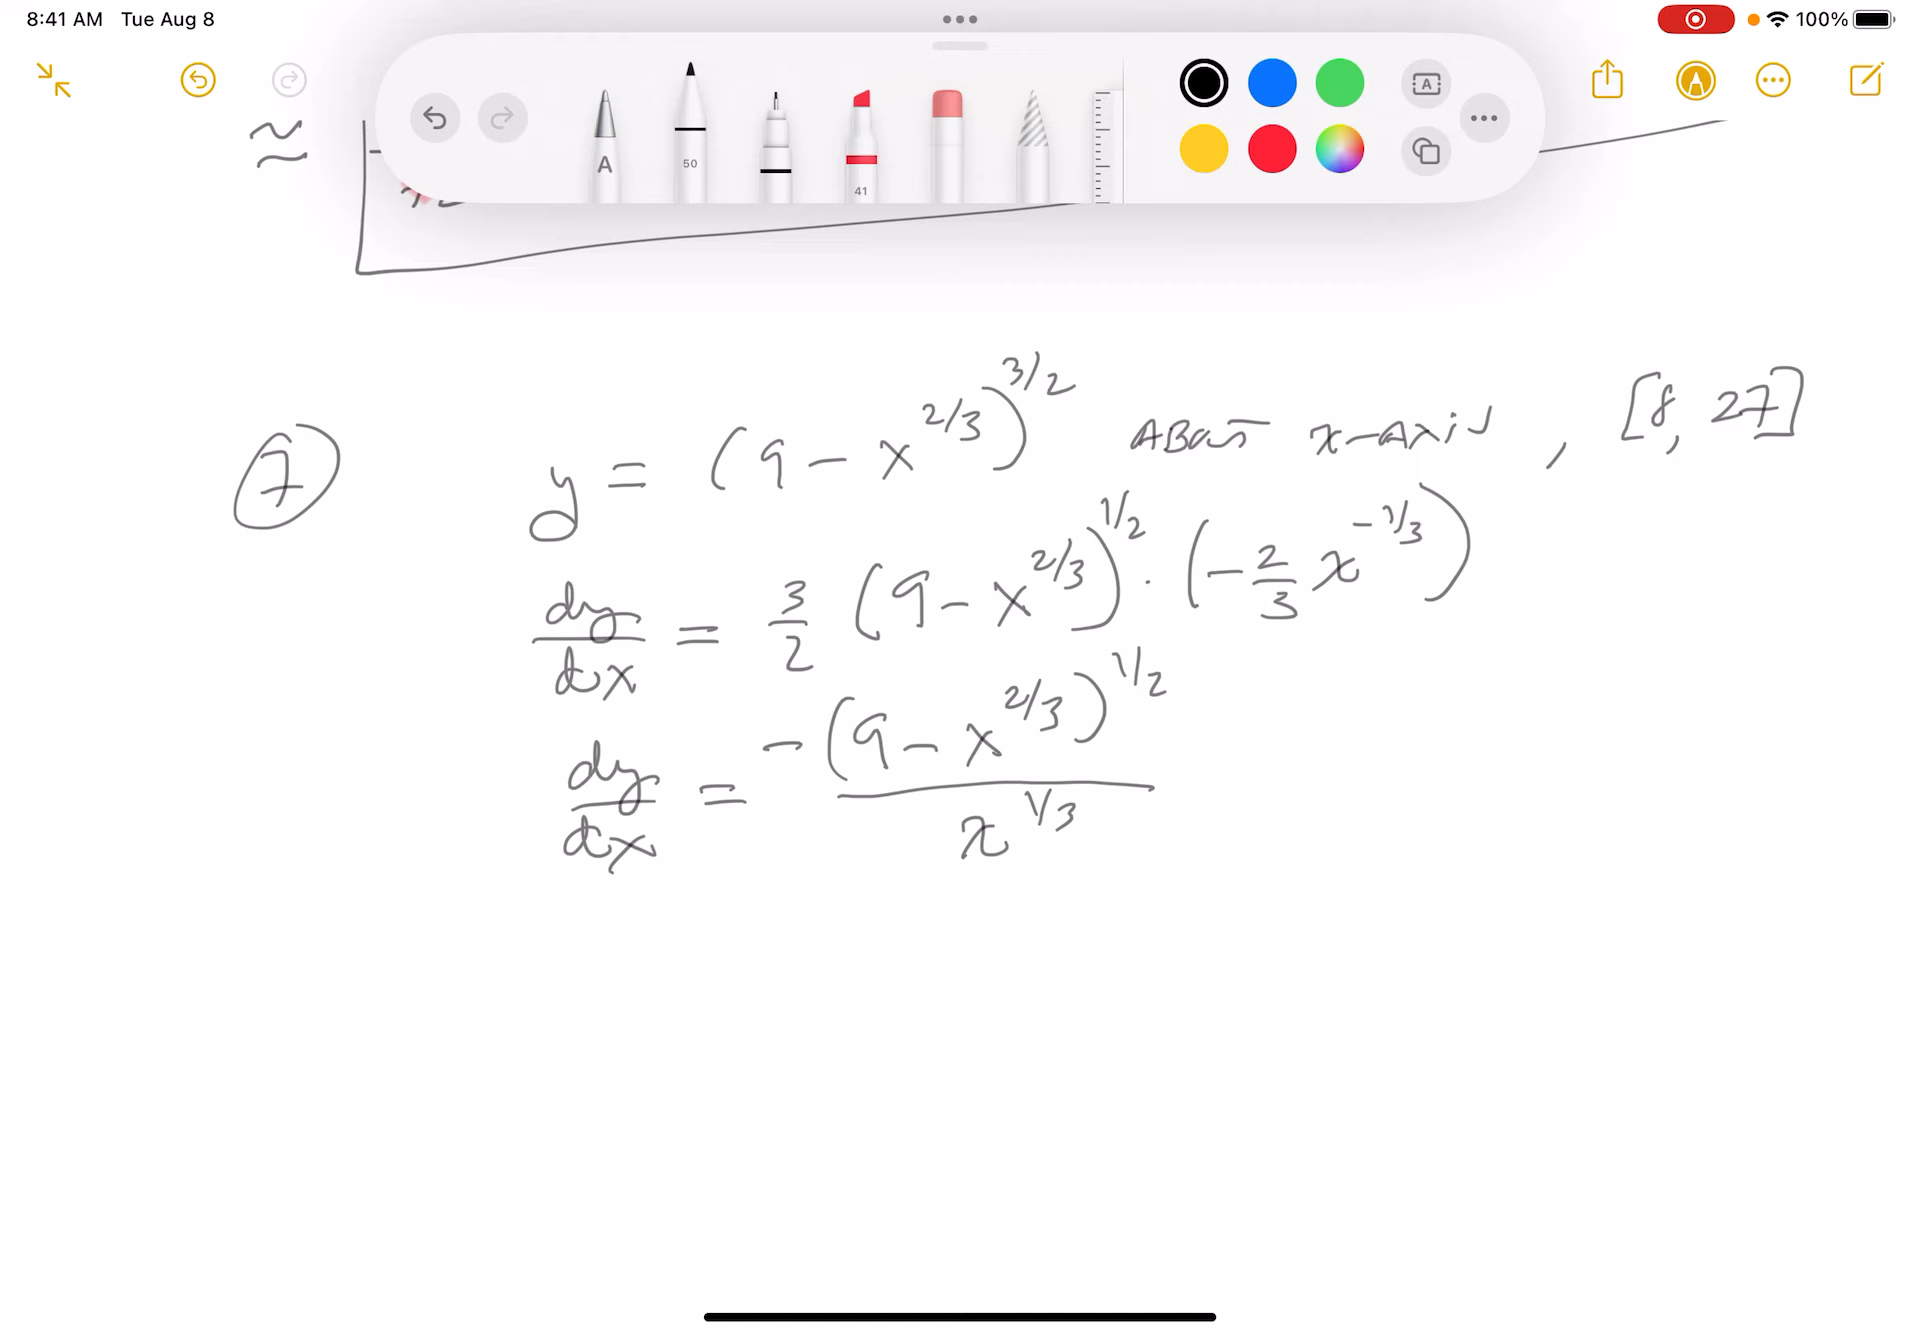 8:41 AM Tue Aug 8 100%
A 50 41 A
≈
⑦ y = (9 - x^{2/3})^{3/2} ABOUT x-AXIS, [8, 27]
dy/dx = 3/2 (9 - x^{2/3})^{1/2} · (-2/3 x^{-1/3})
dy/dx = -(9 - x^{2/3})^{1/2} / x^{1/3}